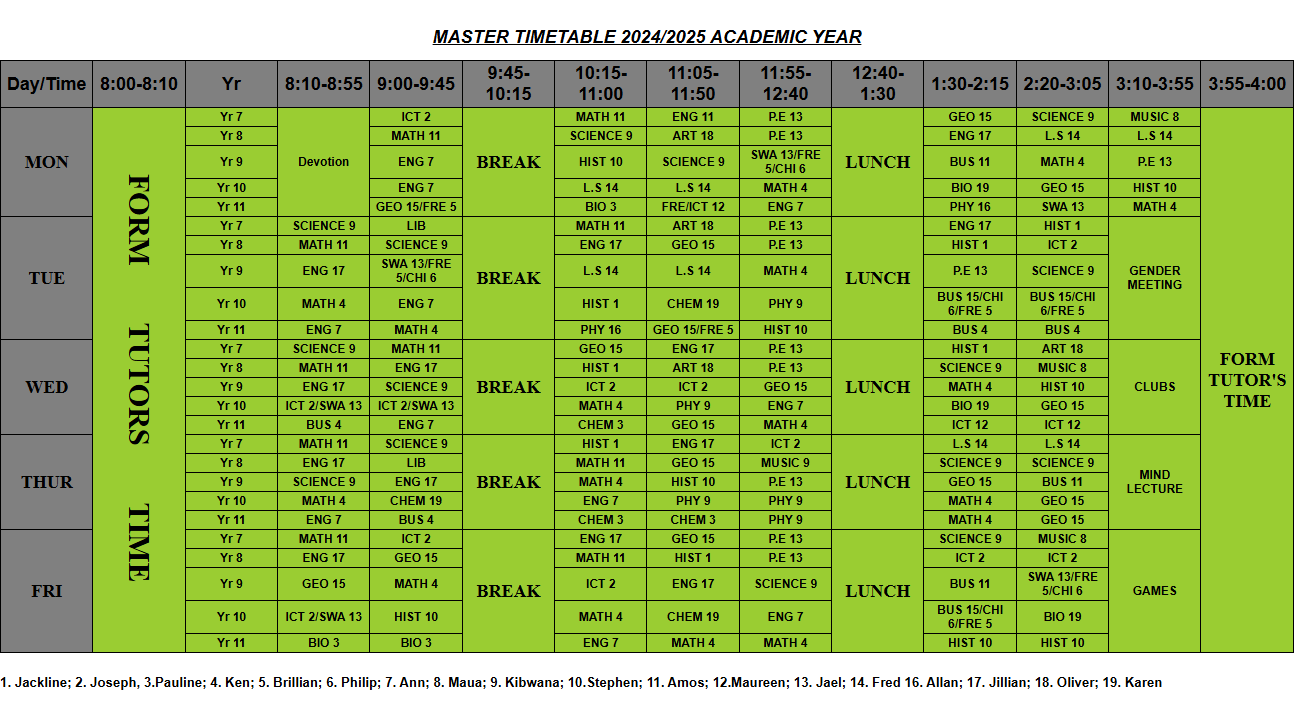 MASTER TIMETABLE 2024/2025 ACADEMIC YEAR
Day/Time 8:00-8:10 Yr 8:10-8:55 9:00-9:45 9:45-10:15 10:15-11:00 11:05-11:50 11:55-12:40 12:40-1:30 1:30-2:15 2:20-3:05 3:10-3:55 3:55-4:00
FORM TUTORS TIME
FORM TUTOR'S TIME
MON
Devotion
BREAK
LUNCH
Yr 7 ICT 2 MATH 11 ENG 11 P.E 13 GEO 15 SCIENCE 9 MUSIC 8
Yr 8 MATH 11 SCIENCE 9 ART 18 P.E 13 ENG 17 L.S 14 L.S 14
Yr 9 ENG 7 HIST 10 SCIENCE 9 SWA 13/FRE 5/CHI 6 BUS 11 MATH 4 P.E 13
Yr 10 ENG 7 L.S 14 L.S 14 MATH 4 BIO 19 GEO 15 HIST 10
Yr 11 GEO 15/FRE 5 BIO 3 FRE/ICT 12 ENG 7 PHY 16 SWA 13 MATH 4
TUE
BREAK
LUNCH
GENDER MEETING
Yr 7 SCIENCE 9 LIB MATH 11 ART 18 P.E 13 ENG 17 HIST 1
Yr 8 MATH 11 SCIENCE 9 ENG 17 GEO 15 P.E 13 HIST 1 ICT 2
Yr 9 ENG 17 SWA 13/FRE 5/CHI 6 L.S 14 L.S 14 MATH 4 P.E 13 SCIENCE 9
Yr 10 MATH 4 ENG 7 HIST 1 CHEM 19 PHY 9 BUS 15/CHI 6/FRE 5 BUS 15/CHI 6/FRE 5
Yr 11 ENG 7 MATH 4 PHY 16 GEO 15/FRE 5 HIST 10 BUS 4 BUS 4
WED
BREAK
LUNCH
CLUBS
Yr 7 SCIENCE 9 MATH 11 GEO 15 ENG 17 P.E 13 HIST 1 ART 18
Yr 8 MATH 11 ENG 17 HIST 1 ART 18 P.E 13 SCIENCE 9 MUSIC 8
Yr 9 ENG 17 SCIENCE 9 ICT 2 ICT 2 GEO 15 MATH 4 HIST 10
Yr 10 ICT 2/SWA 13 ICT 2/SWA 13 MATH 4 PHY 9 ENG 7 BIO 19 GEO 15
Yr 11 BUS 4 ENG 7 CHEM 3 GEO 15 MATH 4 ICT 12 ICT 12
THUR
BREAK
LUNCH
MIND LECTURE
Yr 7 MATH 11 SCIENCE 9 HIST 1 ENG 17 ICT 2 L.S 14 L.S 14
Yr 8 ENG 17 LIB MATH 11 GEO 15 MUSIC 9 SCIENCE 9 SCIENCE 9
Yr 9 SCIENCE 9 ENG 17 MATH 4 HIST 10 P.E 13 GEO 15 BUS 11
Yr 10 MATH 4 CHEM 19 ENG 7 PHY 9 PHY 9 MATH 4 GEO 15
Yr 11 ENG 7 BUS 4 CHEM 3 CHEM 3 PHY 9 MATH 4 GEO 15
FRI
BREAK
LUNCH
GAMES
Yr 7 MATH 11 ICT 2 ENG 17 GEO 15 P.E 13 SCIENCE 9 MUSIC 8
Yr 8 ENG 17 GEO 15 MATH 11 HIST 1 P.E 13 ICT 2 ICT 2
Yr 9 GEO 15 MATH 4 ICT 2 ENG 17 SCIENCE 9 BUS 11 SWA 13/FRE 5/CHI 6
Yr 10 ICT 2/SWA 13 HIST 10 MATH 4 CHEM 19 ENG 7 BUS 15/CHI 6/FRE 5 BIO 19
Yr 11 BIO 3 BIO 3 ENG 7 MATH 4 MATH 4 HIST 10 HIST 10
1. Jackline; 2. Joseph, 3.Pauline; 4. Ken; 5. Brillian; 6. Philip; 7. Ann; 8. Maua; 9. Kibwana; 10.Stephen; 11. Amos; 12.Maureen; 13. Jael; 14. Fred 16. Allan; 17. Jillian; 18. Oliver; 19. Karen